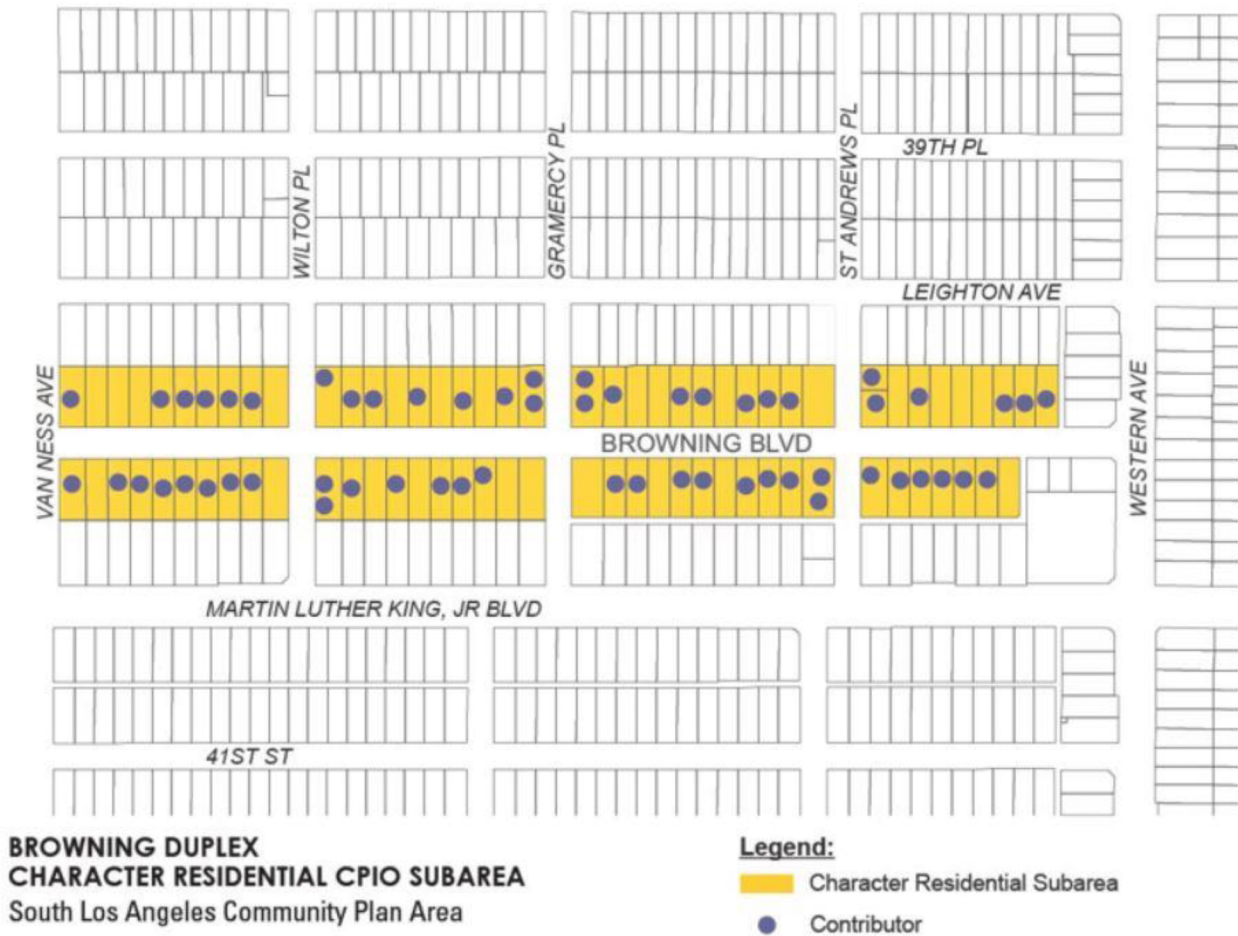 39TH PL
WILTON PL
GRAMERCY PL
ST ANDREWS PL
LEIGHTON AVE
VAN NESS AVE
BROWNING BLVD
WESTERN AVE
MARTIN LUTHER KING, JR BLVD
41ST ST
BROWNING DUPLEX
CHARACTER RESIDENTIAL CPIO SUBAREA
South Los Angeles Community Plan Area
Legend:
Character Residential Subarea
Contributor